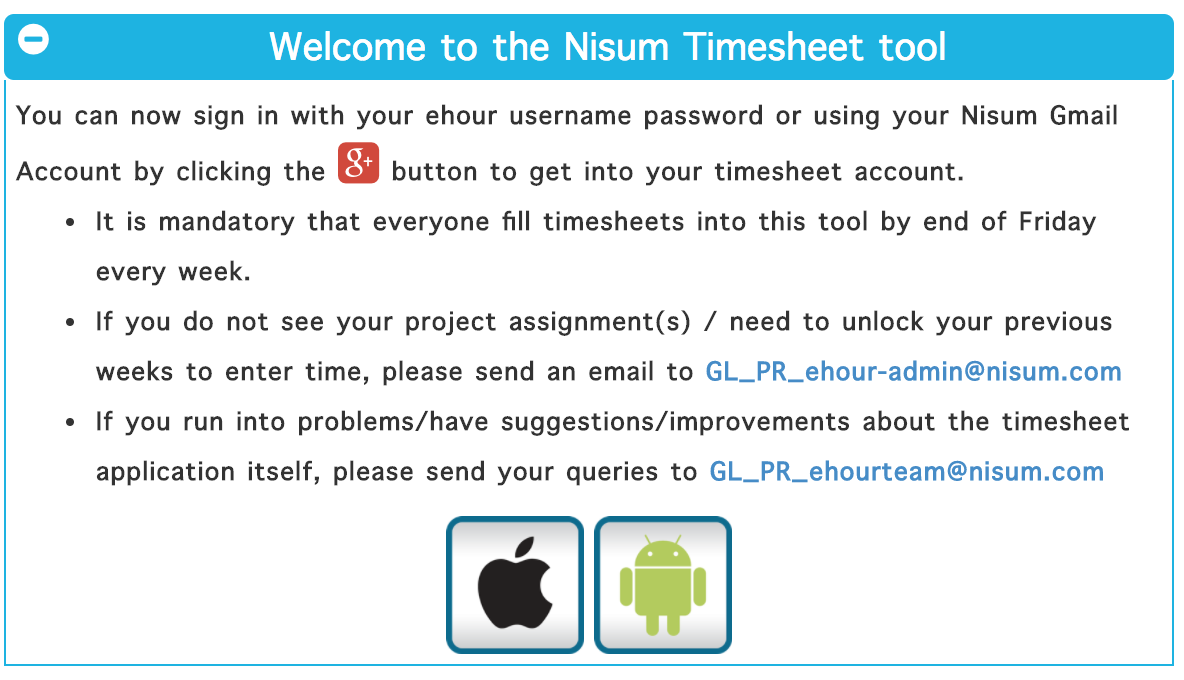 Welcome to the Nisum Timesheet tool
You can now sign in with your ehour username password or using your Nisum Gmail
Account by clicking the g+ button to get into your timesheet account.
• It is mandatory that everyone fill timesheets into this tool by end of Friday
every week.
• If you do not see your project assignment(s) / need to unlock your previous
weeks to enter time, please send an email to GL_PR_ehour-admin@nisum.com
• If you run into problems/have suggestions/improvements about the timesheet
application itself, please send your queries to GL_PR_ehourteam@nisum.com